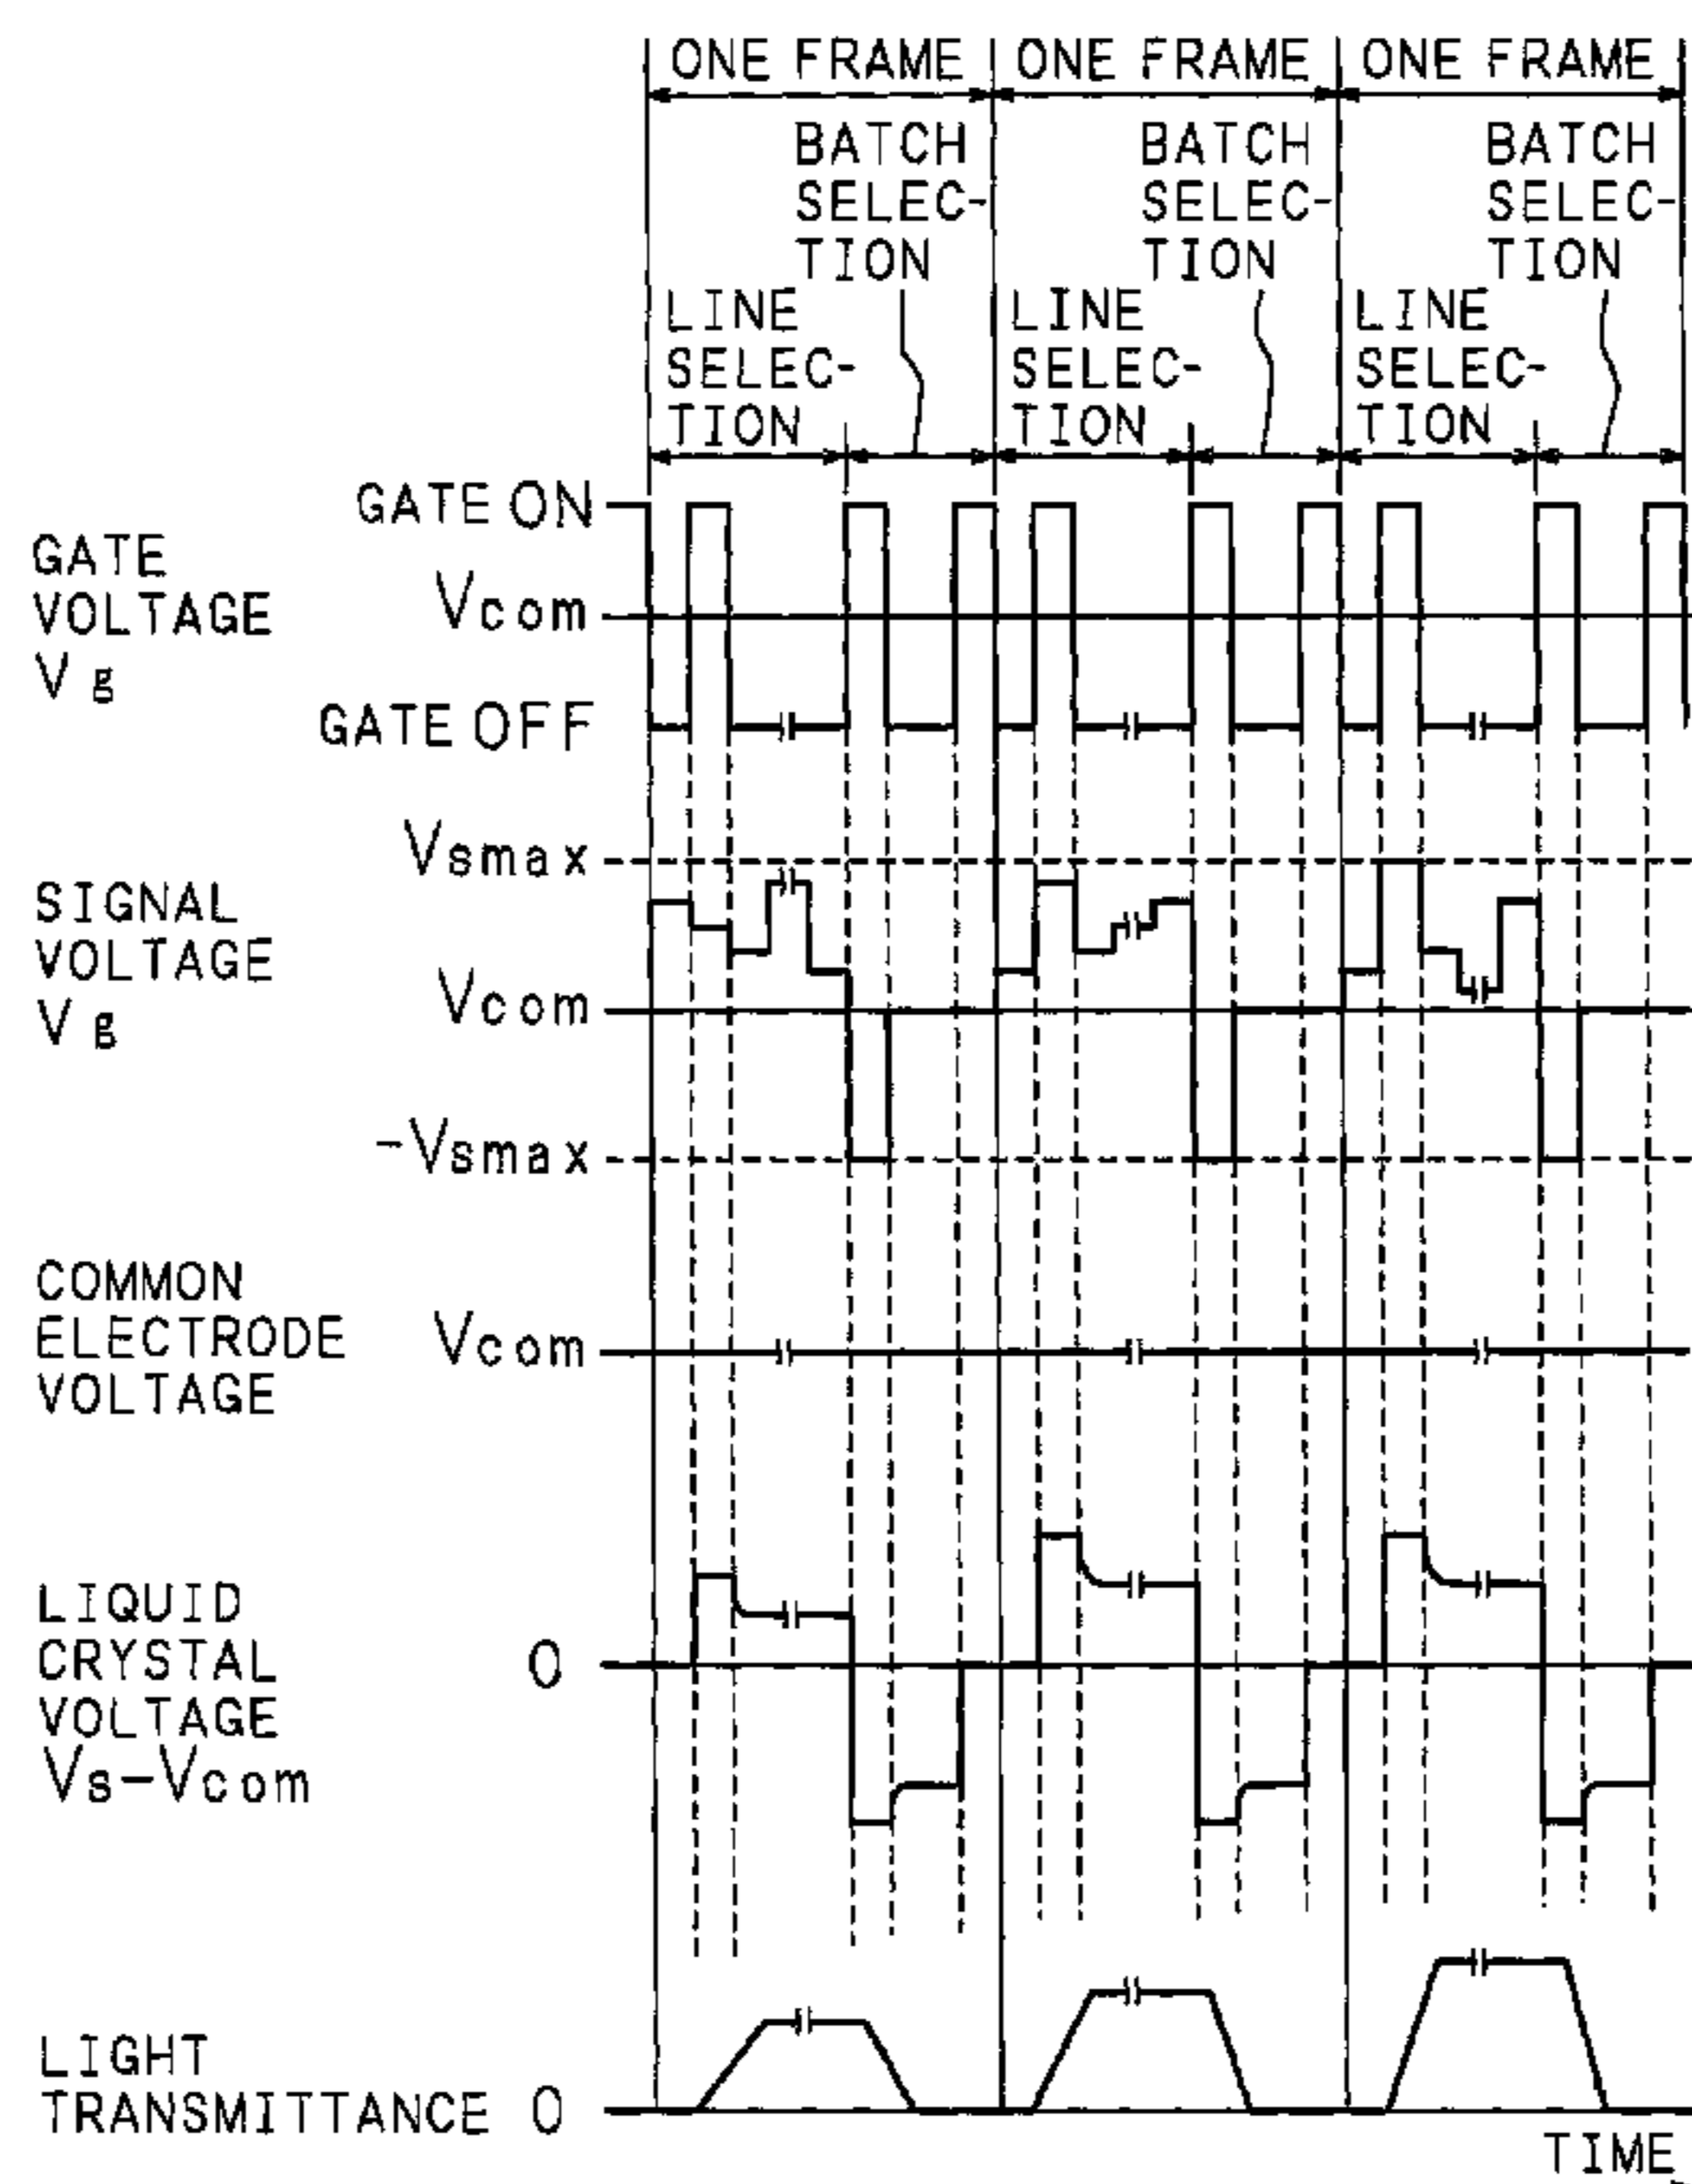 ONE FRAME ONE FRAME ONE FRAME
BATCH BATCH BATCH
SELEC- SELEC- SELEC-
TION TION TION
LINE LINE LINE
SELEC- SELEC- SELEC-
TION TION TION
GATE ON
GATE
VOLTAGE
Vg
Vcom
GATE OFF
Vsmax
SIGNAL
VOLTAGE
Vg
Vcom
-Vsmax
COMMON
ELECTRODE
VOLTAGE
Vcom
LIQUID
CRYSTAL
VOLTAGE
Vs-Vcom
0
LIGHT
TRANSMITTANCE 0
TIME